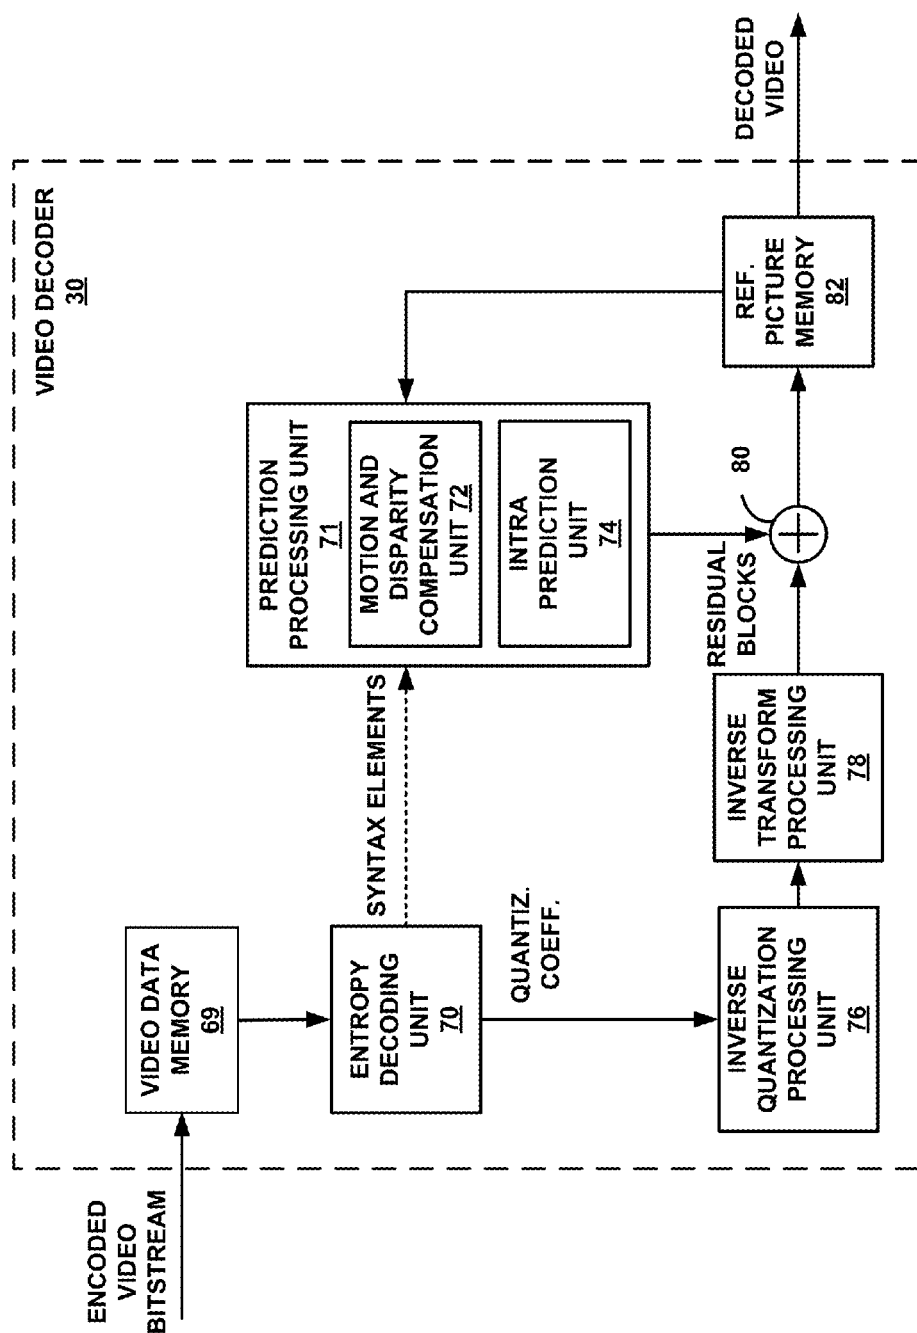 ENCODED
VIDEO
BITSTREAM
VIDEO DECODER
30
VIDEO DATA
MEMORY
69
ENTROPY
DECODING
UNIT
70
SYNTAX ELEMENTS
QUANTIZ.
COEFF.
PREDICTION
PROCESSING UNIT
71
MOTION AND
DISPARITY
COMPENSATION
UNIT 72
INTRA
PREDICTION
UNIT
74
INVERSE
QUANTIZATION
PROCESSING
UNIT
76
INVERSE
TRANSFORM
PROCESSING
UNIT
78
RESIDUAL
BLOCKS
80
REF.
PICTURE
MEMORY
82
DECODED
VIDEO